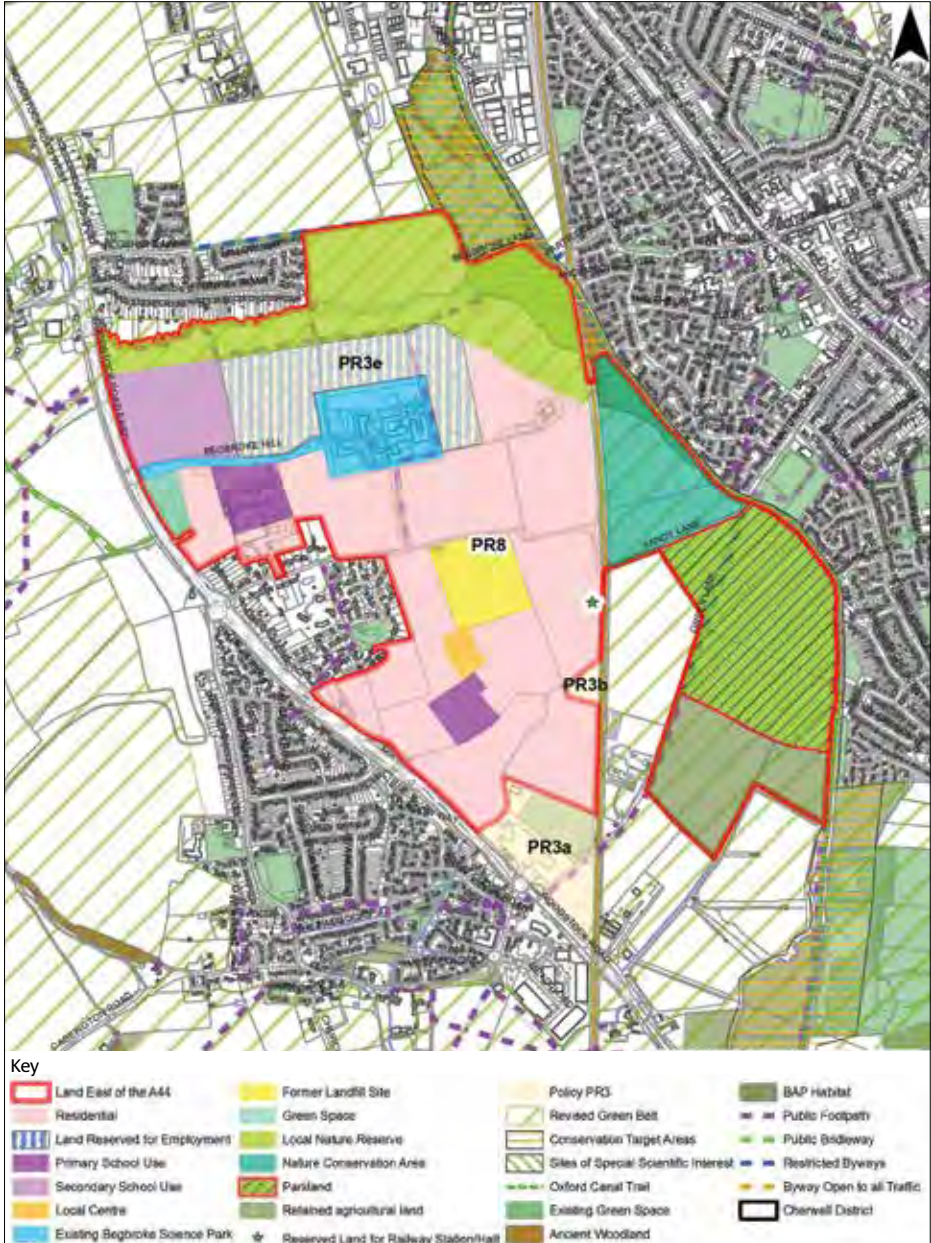 PR3e
BEGBROKE HILL
PR8
SANDY LANE
PR3b
PR3a
Key
Land East of the A44
Residential
Land Reserved for Employment
Primary School Use
Secondary School Use
Local Centre
Existing Begbroke Science Park
Former Landfill Site
Green Space
Local Nature Reserve
Nature Conservation Area
Parkland
Retained agricultural land
Reserved Land for Railway Station/Halt
Policy PR3
Revised Green Belt
Conservation Target Areas
Sites of Special Scientific Interest
Oxford Canal Trail
Existing Green Space
Ancient Woodland
BAP Habitat
Public Footpath
Public Bridleway
Restricted Byways
Byway Open to all Traffic
Cherwell District